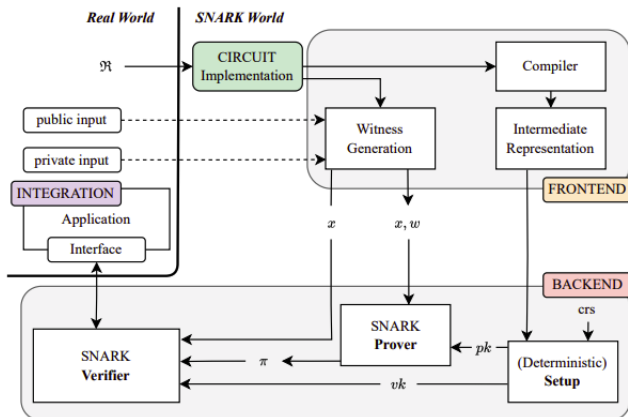 Real World
SNARK World
ℜ
CIRCUIT
Implementation
Compiler
public input
private input
Witness
Generation
Intermediate
Representation
INTEGRATION
Application
Interface
FRONTEND
x
x, w
BACKEND
crs
SNARK
Verifier
SNARK
Prover
π
pk
vk
(Deterministic)
Setup